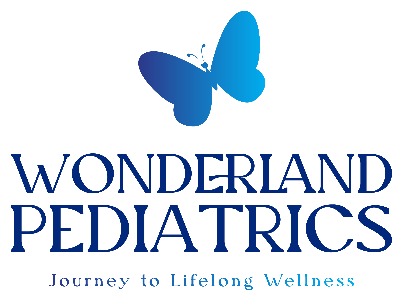 WONDERLAND
PEDIATRICS
Journey to Lifelong Wellness